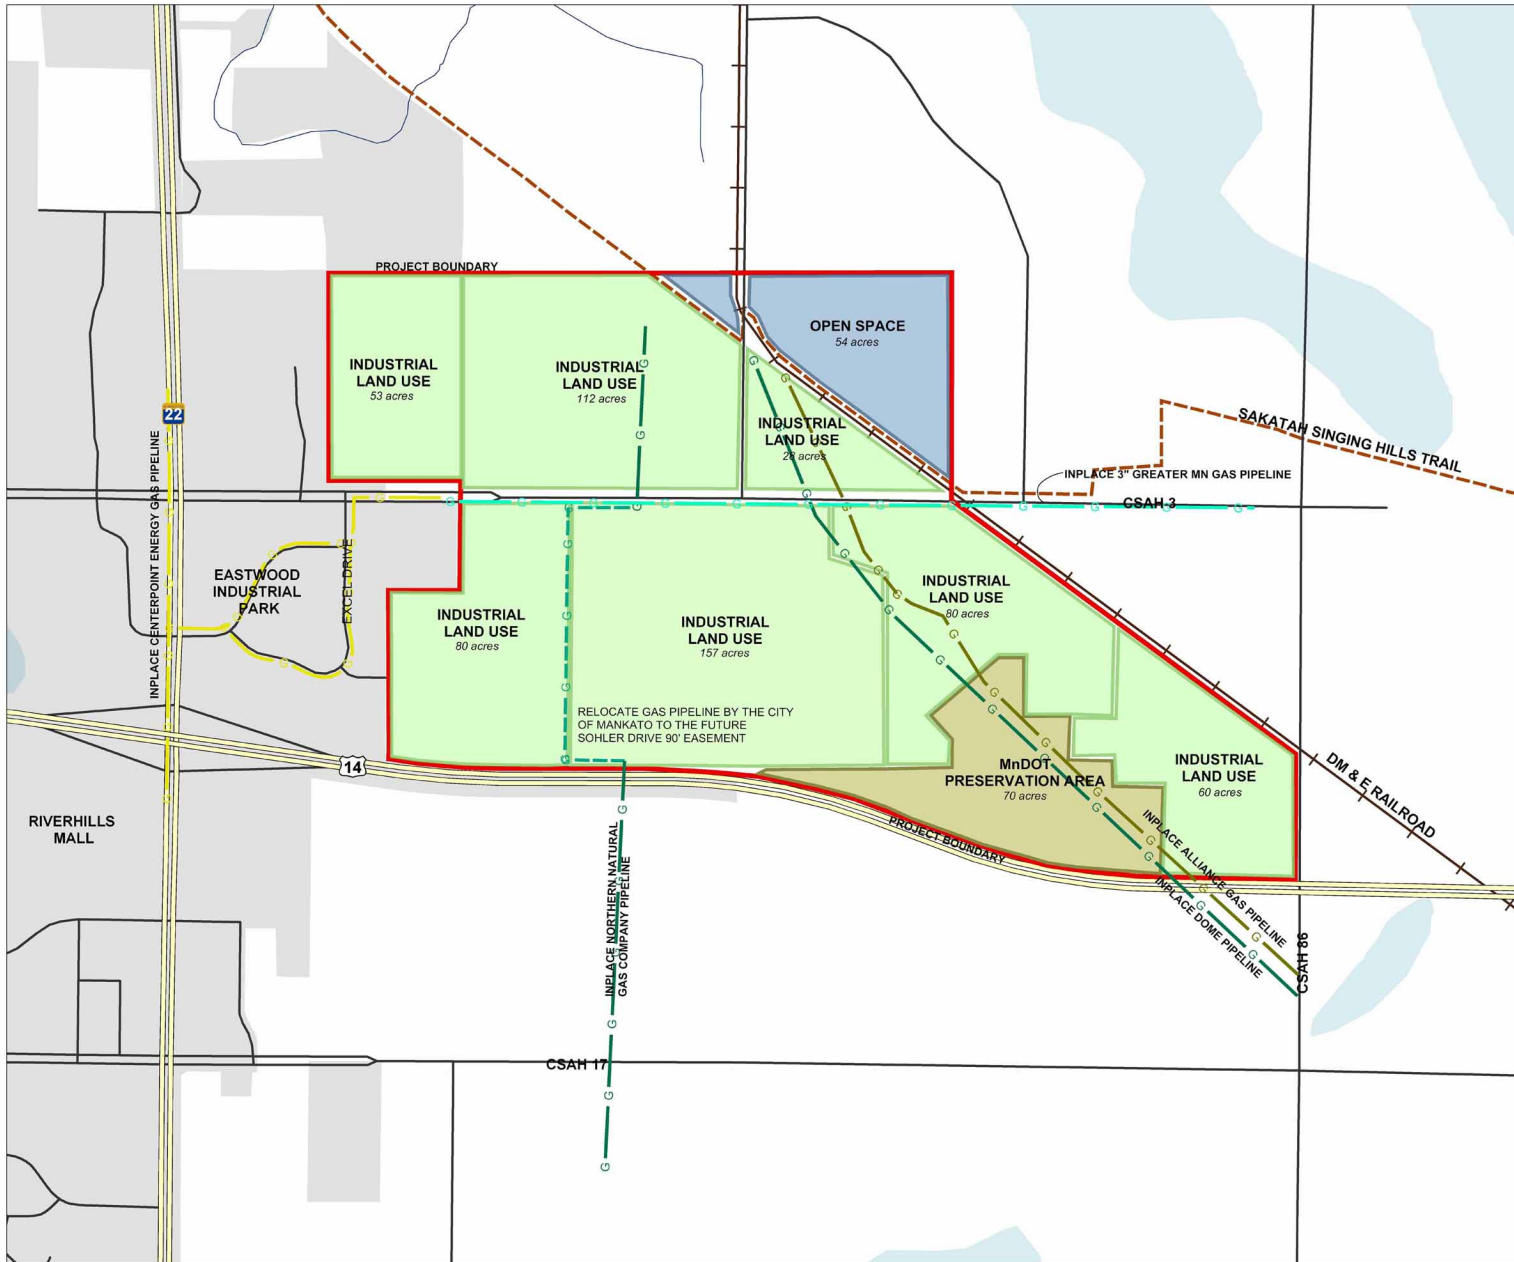 PROJECT BOUNDARY
OPEN SPACE
54 acres
INDUSTRIAL
LAND USE
53 acres
INDUSTRIAL
LAND USE
112 acres
INDUSTRIAL
LAND USE
28 acres
22
SAKATAH SINGING HILLS TRAIL
INPLACE 3" GREATER MN GAS PIPELINE
CSAH 3
INPLACE CENTERPOINT ENERGY GAS PIPELINE
EASTWOOD
INDUSTRIAL
PARK
EXCEL DRIVE
INDUSTRIAL
LAND USE
80 acres
INDUSTRIAL
LAND USE
157 acres
INDUSTRIAL
LAND USE
80 acres
RELOCATE GAS PIPELINE BY THE CITY
OF MANKATO TO THE FUTURE
SOHLER DRIVE 90' EASEMENT
14
MnDOT
PRESERVATION AREA
70 acres
INDUSTRIAL
LAND USE
60 acres
DM & E RAILROAD
RIVERHILLS
MALL
PROJECT BOUNDARY
INPLACE ALLIANCE GAS PIPELINE
INPLACE DOME PIPELINE
INPLACE NORTHERN NATURAL
GAS COMPANY PIPELINE
CSAH 86
CSAH 17